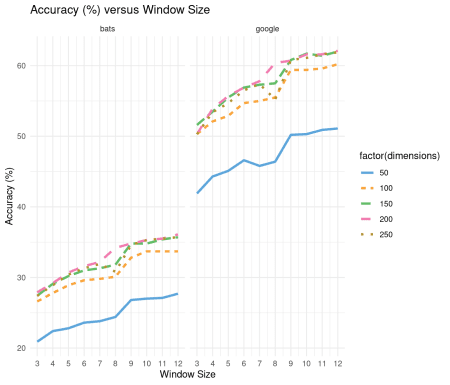 Accuracy (%) versus Window Size
bats
google
60
50
40
30
20
Accuracy (%)
3 4 5 6 7 8 9 10 11 12
3 4 5 6 7 8 9 10 11 12
Window Size
factor(dimensions)
50
100
150
200
250